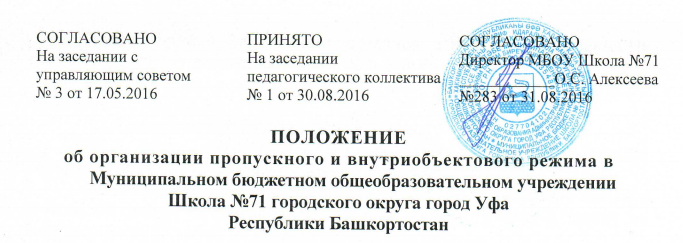 СОГЛАСОВАНО
На заседании с
управляющим советом
№ 3 от 17.05.2016
ПРИНЯТО
На заседании
педагогического коллектива
№ 1 от 30.08.2016
СОГЛАСОВАНО
Директор МБОУ Школа №71
О.С. Алексеева
№283 от 31.08.2016
ПОЛОЖЕНИЕ
об организации пропускного и внутриобъектового режима в
Муниципальном бюджетном общеобразовательном учреждении
Школа №71 городского округа город Уфа
Республики Башкортостан